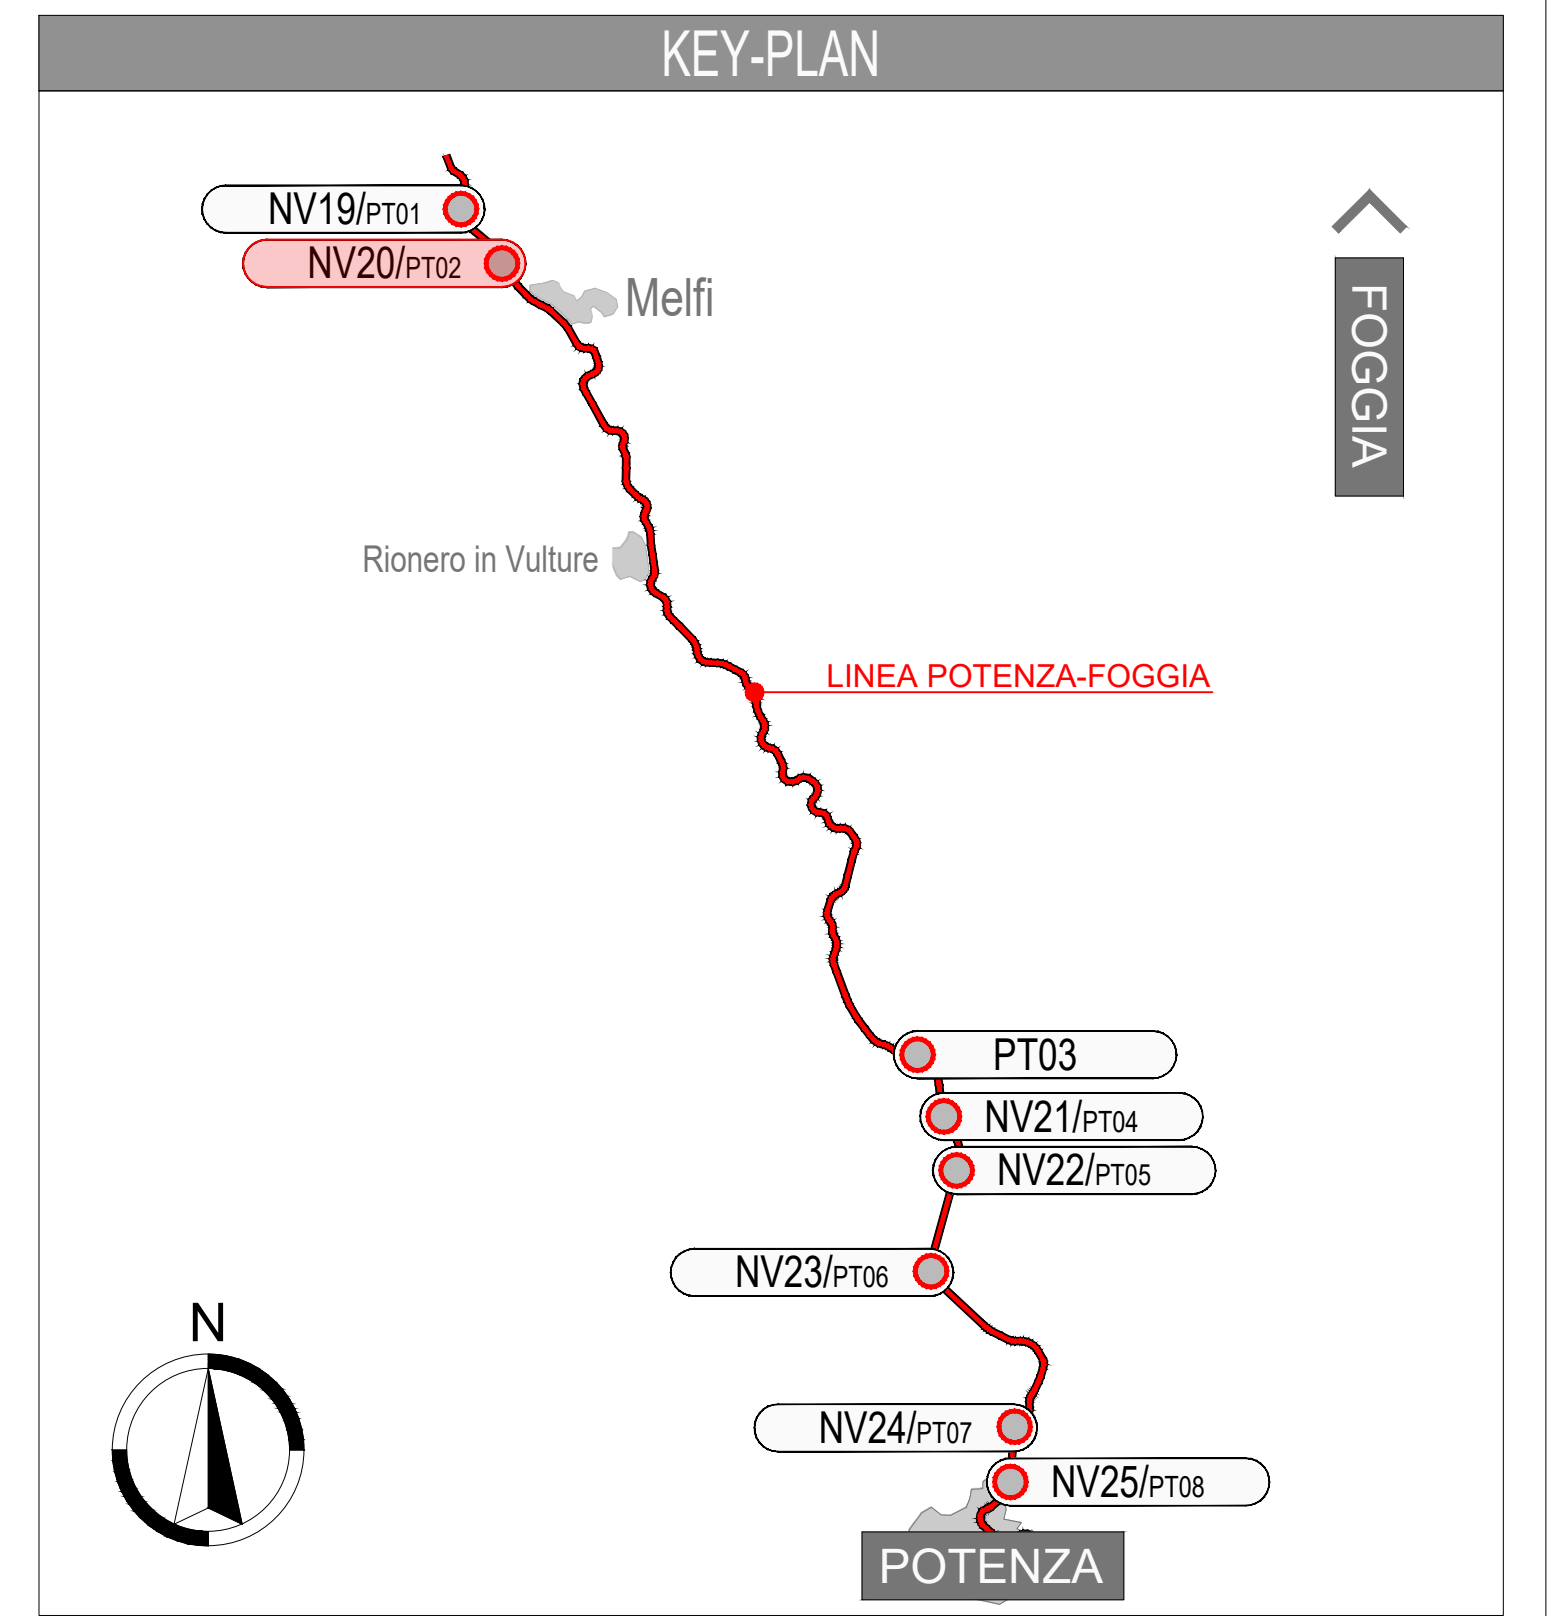 KEY-PLAN
NV19/PT01
NV20/PT02
Melfi
FOGGIA
Rionero in Vulture
LINEA POTENZA-FOGGIA
PT03
NV21/PT04
NV22/PT05
NV23/PT06
N
NV24/PT07
NV25/PT08
POTENZA